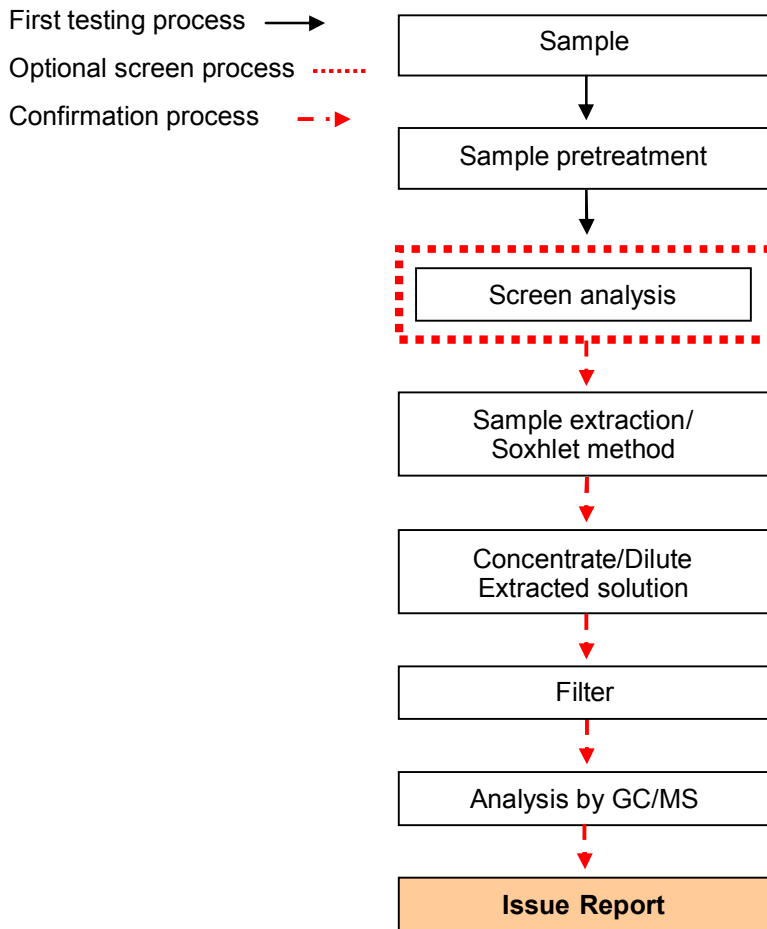 First testing process
Optional screen process
Confirmation process
Sample
Sample pretreatment
Screen analysis
Sample extraction/
Soxhlet method
Concentrate/Dilute
Extracted solution
Filter
Analysis by GC/MS
Issue Report